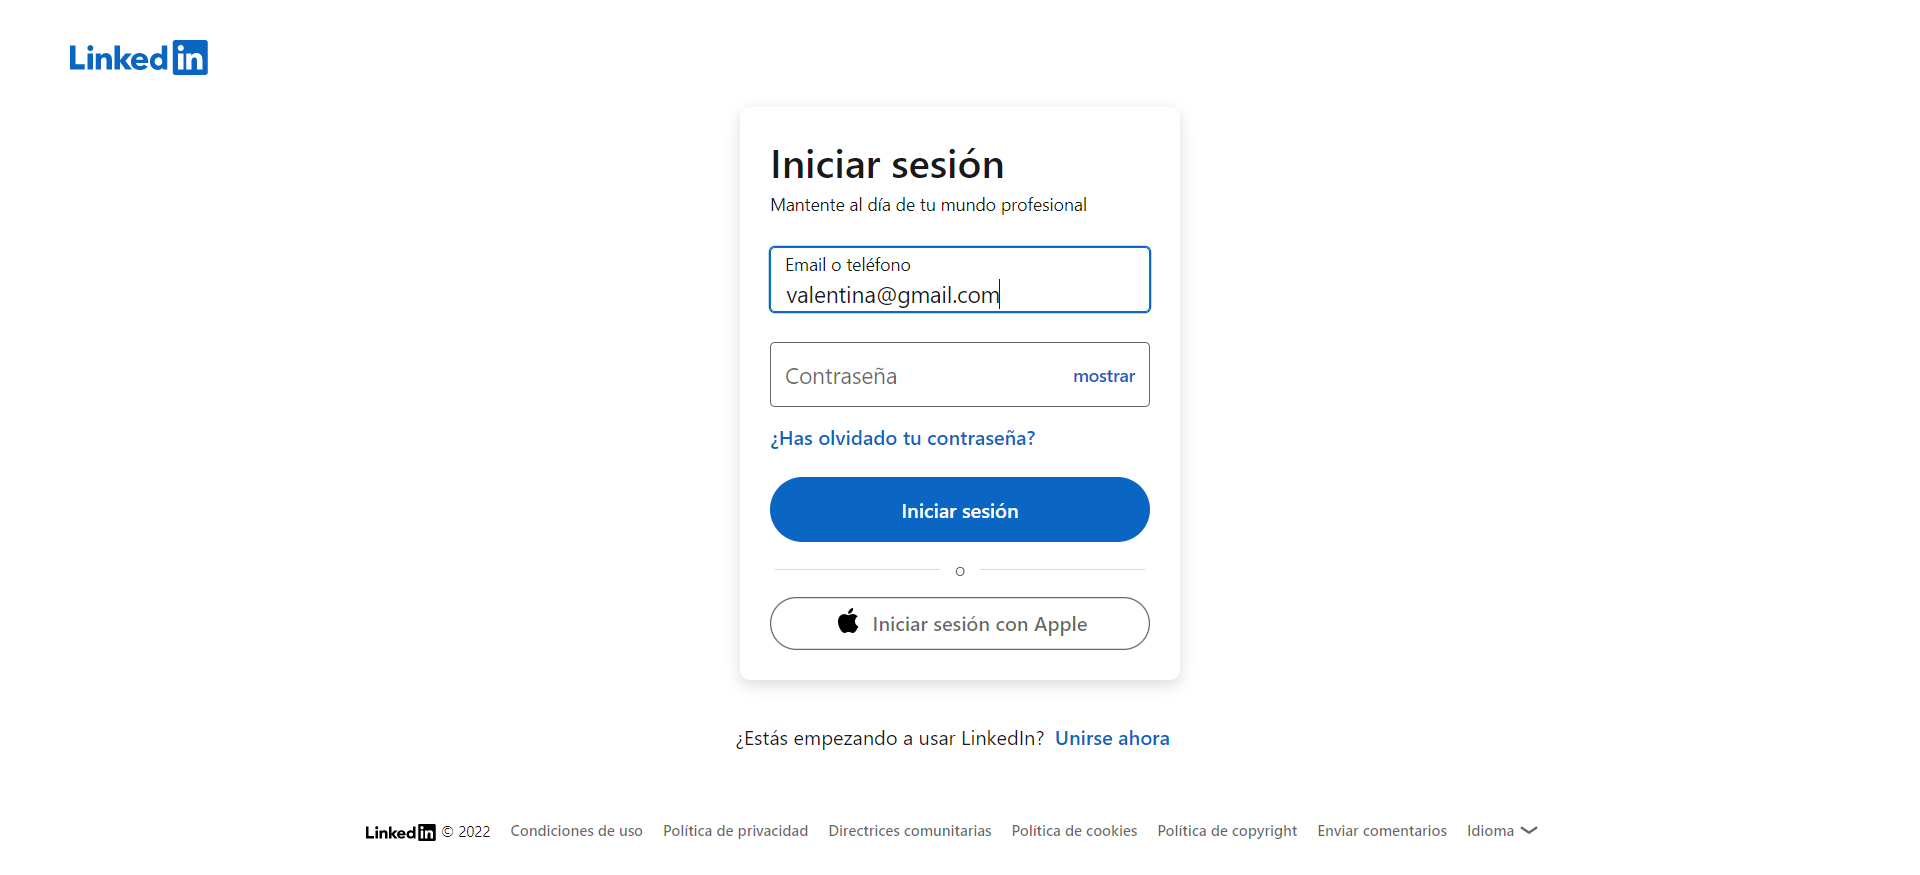 LinkedIn
Iniciar sesión
Mantente al día de tu mundo profesional
Email o teléfono
valentina@gmail.com
Contraseña mostrar
¿Has olvidado tu contraseña?
Iniciar sesión
o
Iniciar sesión con Apple
¿Estás empezando a usar LinkedIn? Unirse ahora
LinkedIn © 2022 Condiciones de uso Política de privacidad Directrices comunitarias Política de cookies Política de copyright Enviar comentarios Idioma